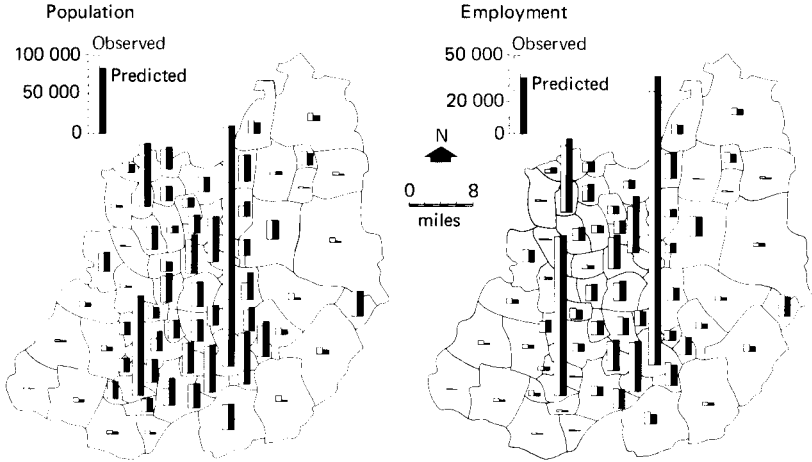 Population
100 000
Observed
50 000
Predicted
0
N
0 8
miles
Employment
50 000
Observed
Predicted
20 000
0